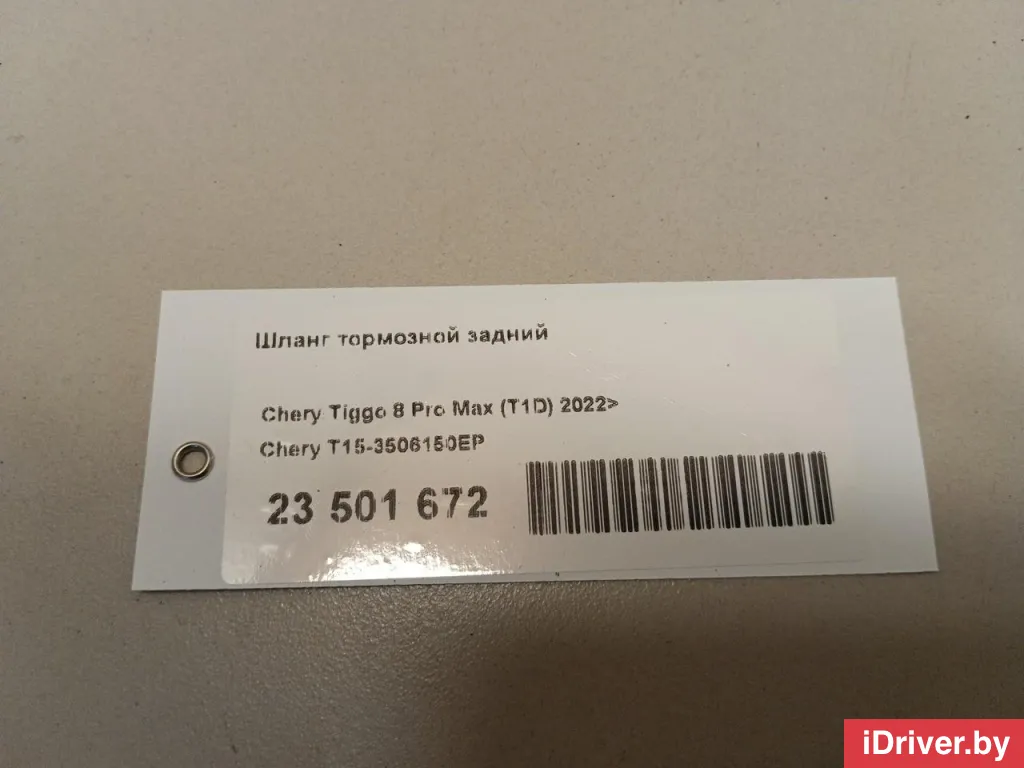 Шланг тормозной задний
Chery Tiggo 8 Pro Max (T1D) 2022>
Chery T15-3506150EP
23 501 672
iDriver.by